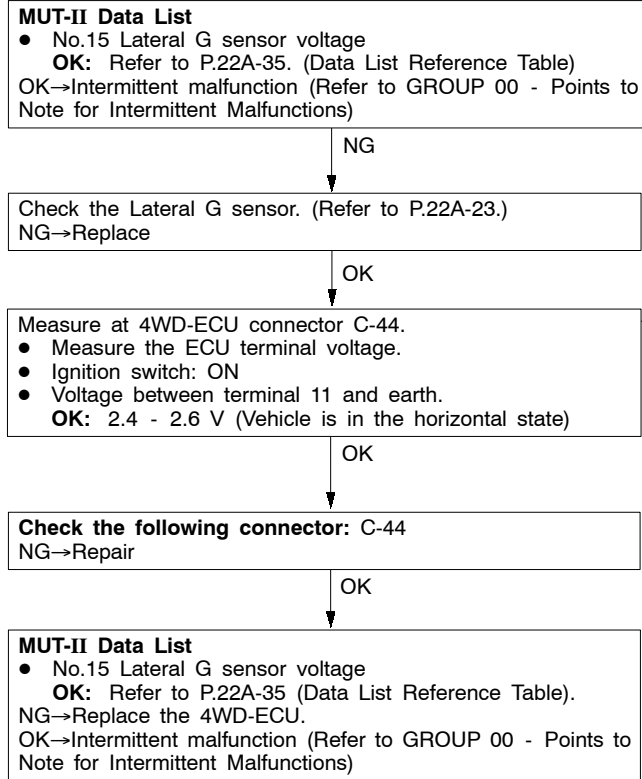 MUT-II Data List
● No.15 Lateral G sensor voltage
OK: Refer to P.22A-35. (Data List Reference Table)
OK→Intermittent malfunction (Refer to GROUP 00 - Points to
Note for Intermittent Malfunctions)
NG
Check the Lateral G sensor. (Refer to P.22A-23.)
NG→Replace
OK
Measure at 4WD-ECU connector C-44.
● Measure the ECU terminal voltage.
● Ignition switch: ON
● Voltage between terminal 11 and earth.
OK: 2.4 - 2.6 V (Vehicle is in the horizontal state)
OK
Check the following connector: C-44
NG→Repair
OK
MUT-II Data List
● No.15 Lateral G sensor voltage
OK: Refer to P.22A-35 (Data List Reference Table).
NG→Replace the 4WD-ECU.
OK→Intermittent malfunction (Refer to GROUP 00 - Points to
Note for Intermittent Malfunctions)